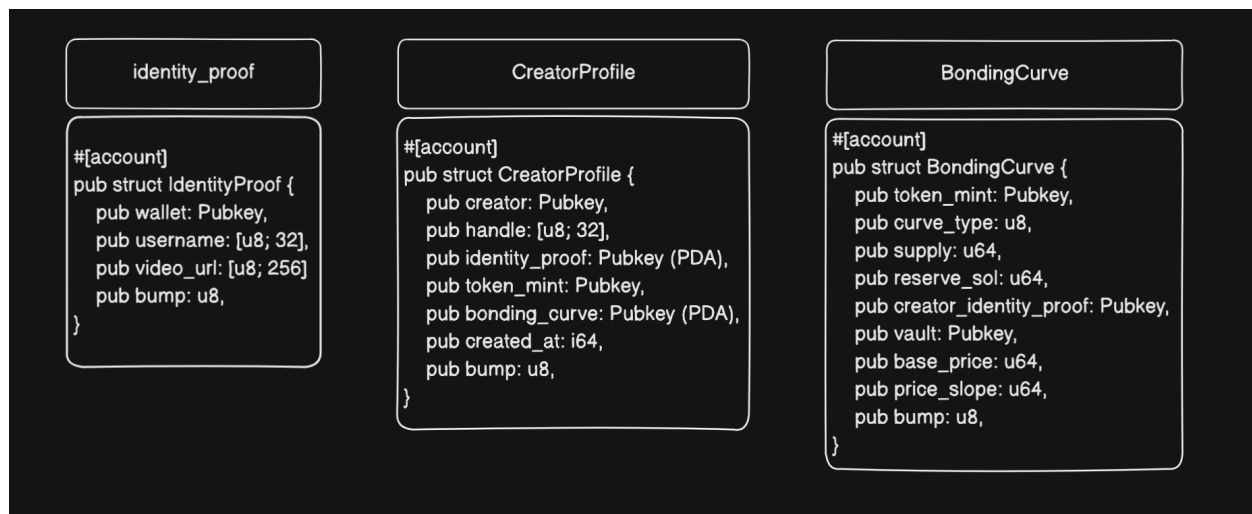 identity_proof
#[account]
pub struct IdentityProof {
pub wallet: Pubkey,
pub username: [u8; 32],
pub video_url: [u8; 256]
pub bump: u8,
}
CreatorProfile
#[account]
pub struct CreatorProfile {
pub creator: Pubkey,
pub handle: [u8; 32],
pub identity_proof: Pubkey (PDA),
pub token_mint: Pubkey,
pub bonding_curve: Pubkey (PDA),
pub created_at: i64,
pub bump: u8,
}
BondingCurve
#[account]
pub struct BondingCurve {
pub token_mint: Pubkey,
pub curve_type: u8,
pub supply: u64,
pub reserve_sol: u64,
pub creator_identity_proof: Pubkey,
pub vault: Pubkey,
pub base_price: u64,
pub price_slope: u64,
pub bump: u8,
}